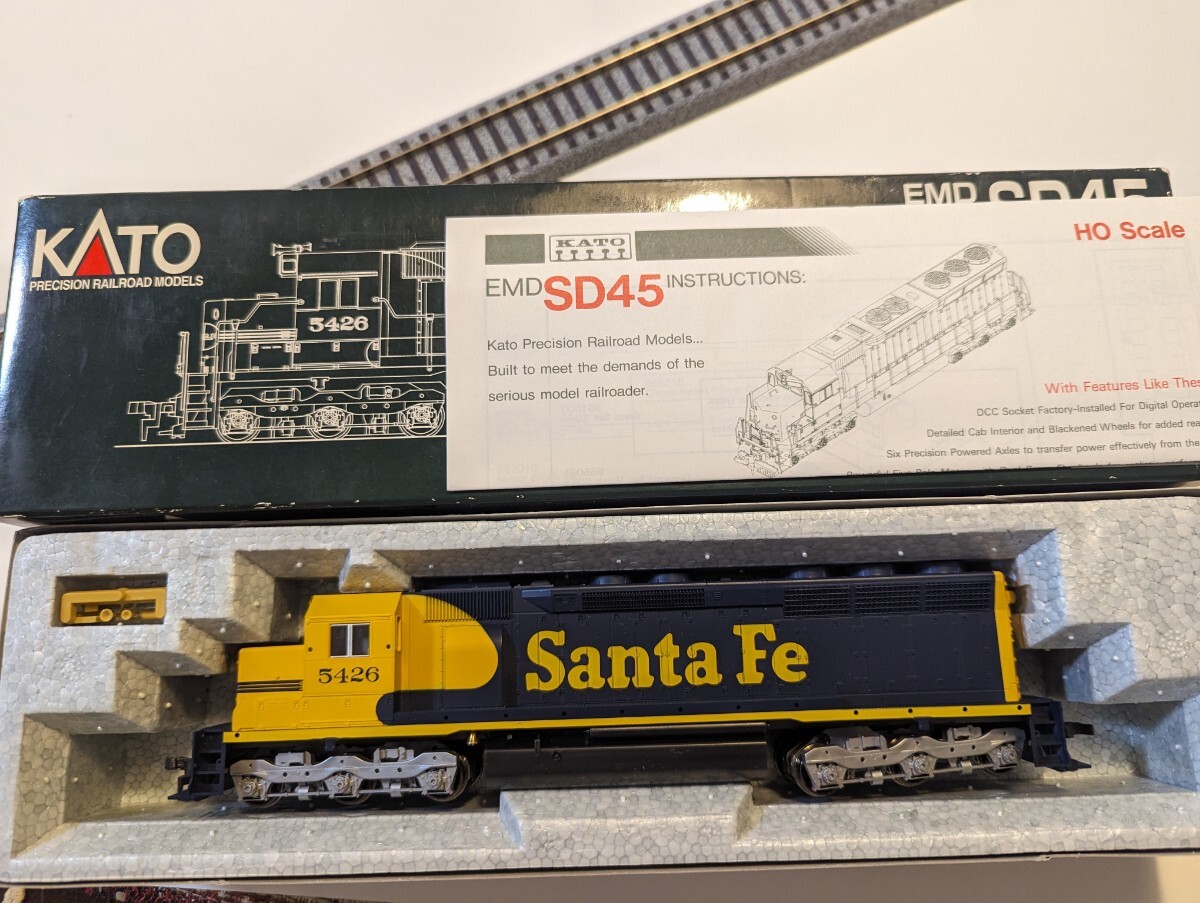 KATO
PRECISION RAILROAD MODELS
5426
EMD SD45
KATO
HO Scale
EMD SD45 INSTRUCTIONS:
Kato Precision Railroad Models...
Built to meet the demands of the
serious model railroader.
With Features Like
DCC Socket Factory-Installed For Digital
Detailed Cab Interior and Blackened Wheels for added
Six Precision Powered Axles to transfer power effectively from the
5426
Santa Fe